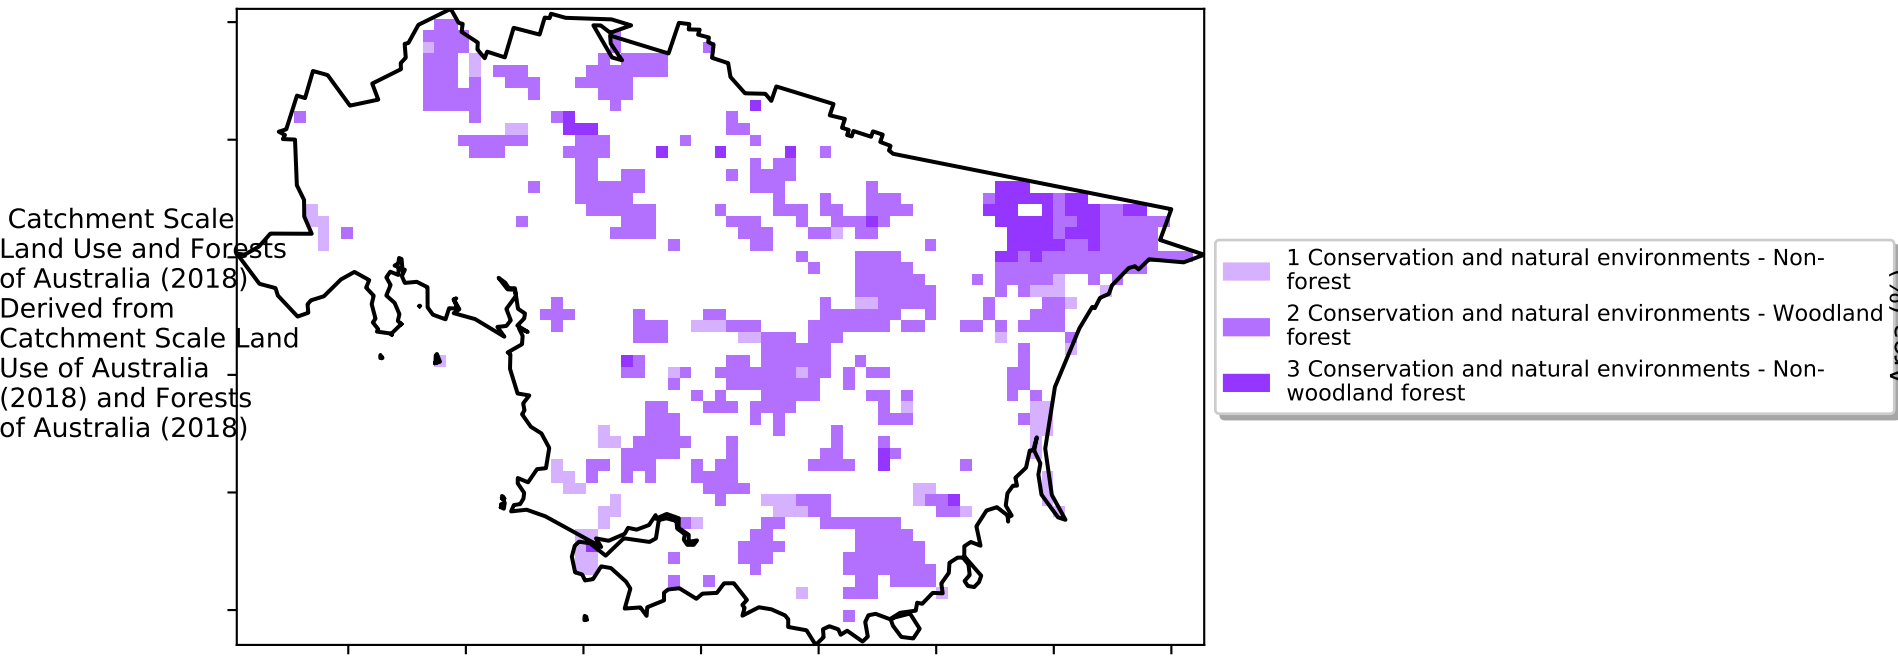 Catchment Scale
Land Use and Forests
of Australia (2018)
Derived from
Catchment Scale Land
Use of Australia
(2018) and Forests
of Australia (2018)
1 Conservation and natural environments - Non-
forest
2 Conservation and natural environments - Woodland
forest
3 Conservation and natural environments - Non-
woodland forest